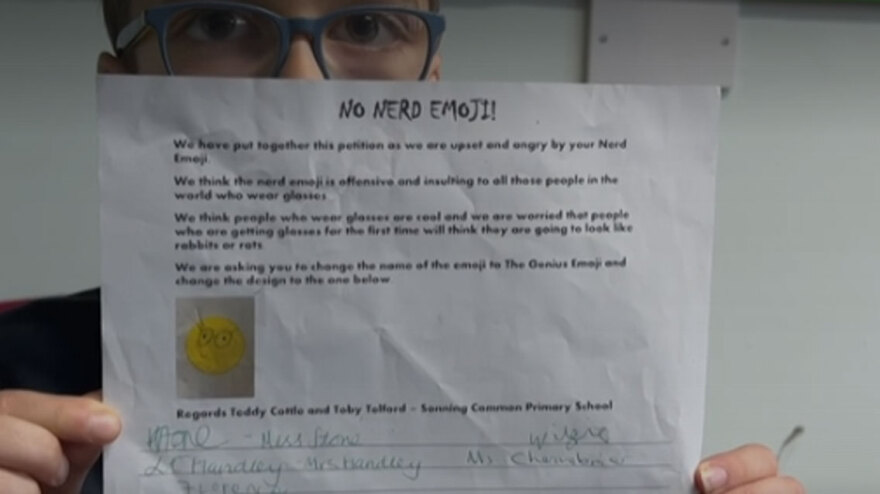 NO NERD EMOJI!
We have put together this petition as we are upset and angry by your Nerd
Emoji.
We think the nerd emoji is offensive and insulting to all those people in the
world who wear glasses
We think people who wear glasses are cool and we are worried that people
who are getting glasses for the first time will think they are going to look like
rabbits or rats.
We are asking you to change the name of the emoji to The Genius Emoji and
change the design to the one below.
Regards Teddy Cottle and Toby Telford – Sonning Common Primary School
- Miss Stone
L C Handley - Mrs Handley Ms